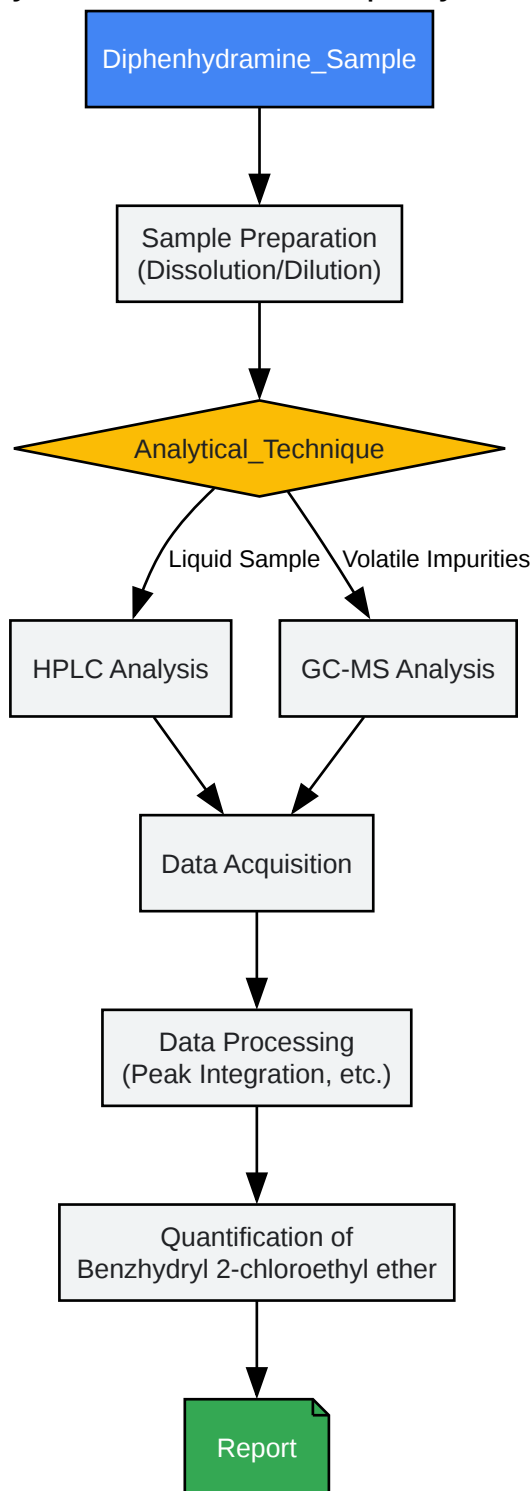 Diphenhydramine_Sample
Sample Preparation
(Dissolution/Dilution)
Analytical_Technique
Liquid Sample
Volatile Impurities
HPLC Analysis
GC-MS Analysis
Data Acquisition
Data Processing
(Peak Integration, etc.)
Quantification of
Benzhydryl 2-chloroethyl ether
Report